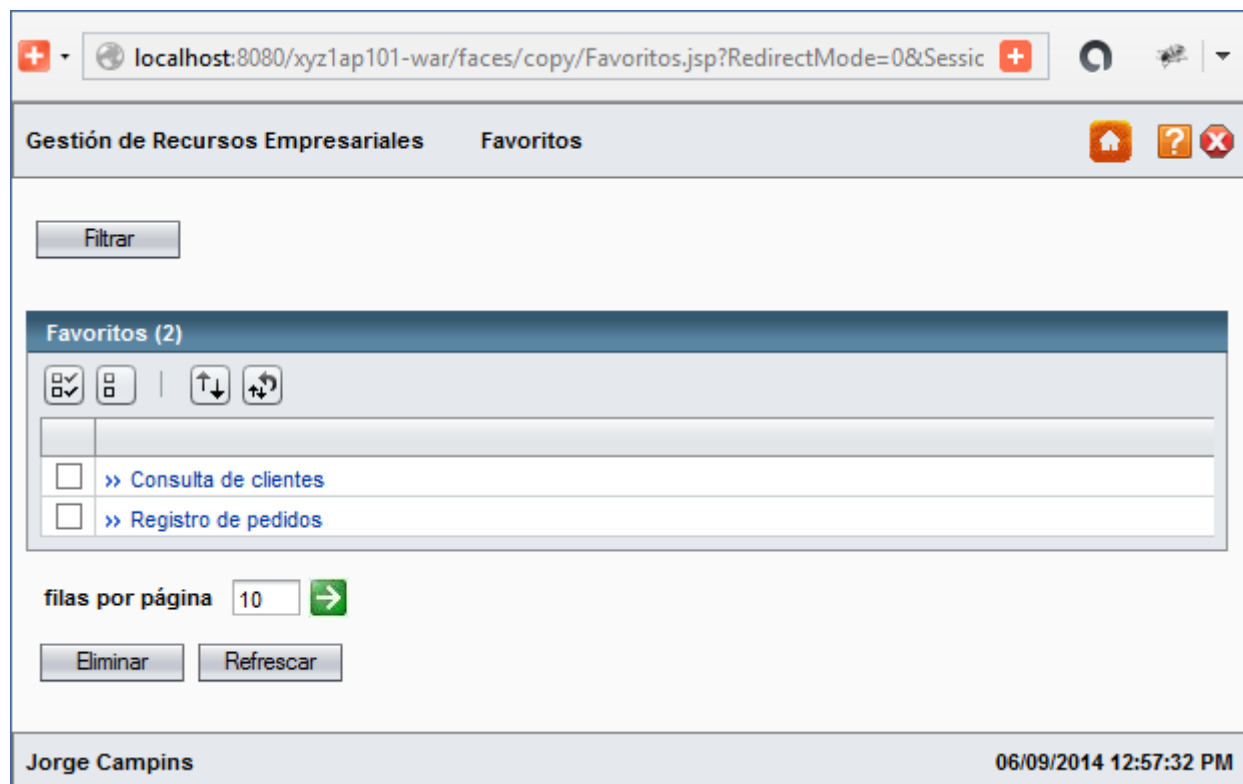 localhost:8080/xyz1ap101-war/faces/copy/Favoritos.jsp?RedirectMode=0&Sessic
Gestión de Recursos Empresariales Favoritos
Filtrar
Favoritos (2)
>> Consulta de clientes
>> Registro de pedidos
filas por página 10
Eliminar Refrescar
Jorge Campins 06/09/2014 12:57:32 PM